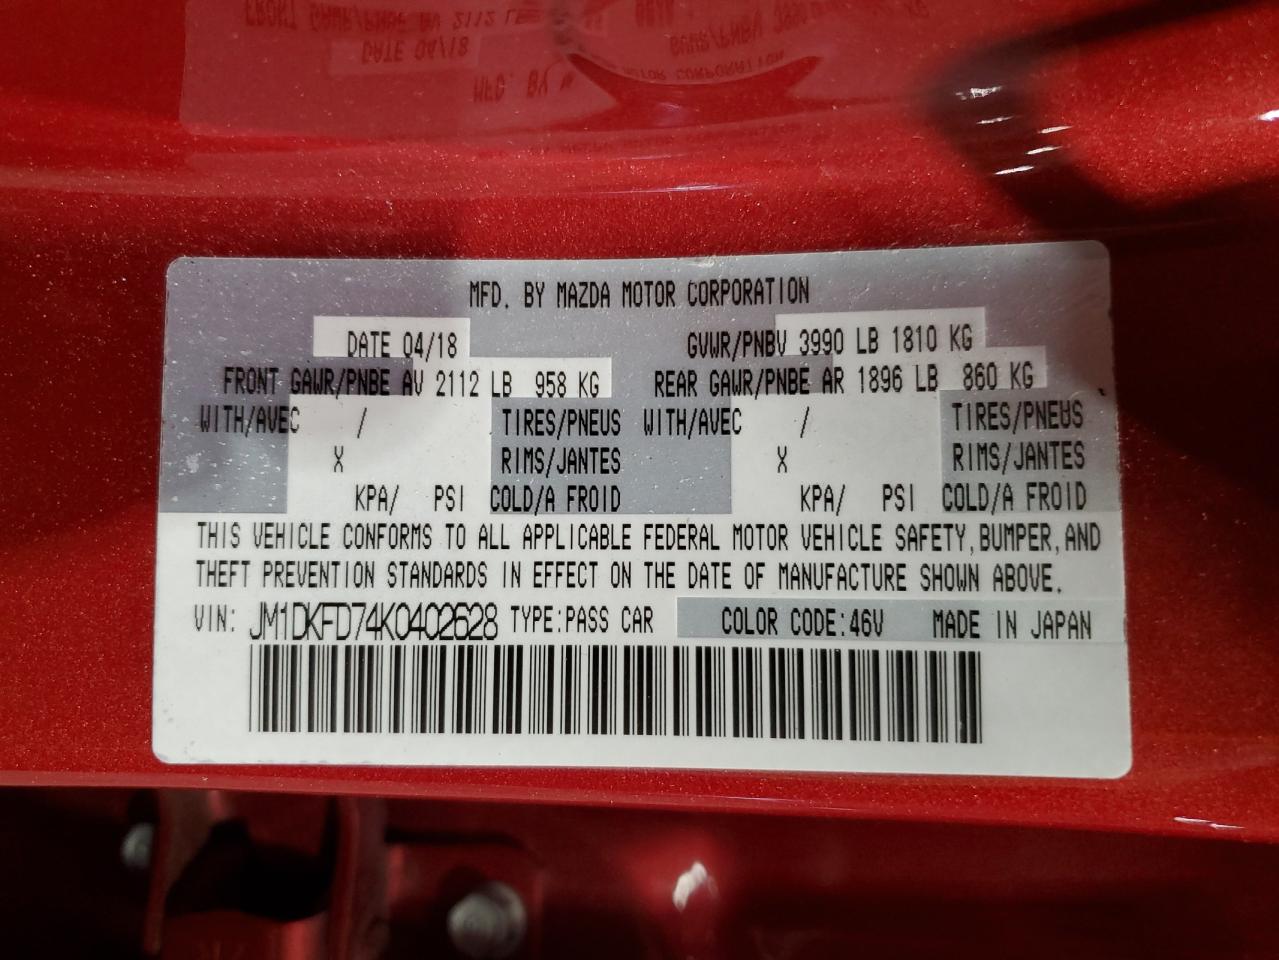 MFD. BY MAZDA MOTOR CORPORATION
DATE 04/18 GVWR/PNBV 3990 LB 1810 KG
FRONT GAWR/PNBE AV 2112 LB 958 KG REAR GAWR/PNBE AR 1896 LB 860 KG
WITH/AVEC / TIRES/PNEUS WITH/AVEC / TIRES/PNEUS
X RIMS/JANTES X RIMS/JANTES
KPA/ PSI COLD/A FROID KPA/ PSI COLD/A FROID
THIS VEHICLE CONFORMS TO ALL APPLICABLE FEDERAL MOTOR VEHICLE SAFETY, BUMPER, AND
THEFT PREVENTION STANDARDS IN EFFECT ON THE DATE OF MANUFACTURE SHOWN ABOVE.
VIN: JM1DKFD74K0402628 TYPE:PASS CAR COLOR CODE:46V MADE IN JAPAN